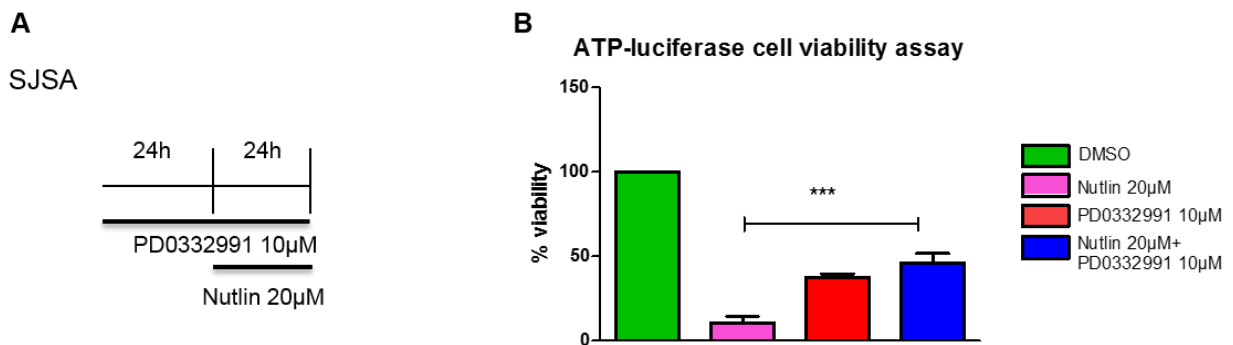 A
SJSA
24h 24h
PD0332991 10µM
Nutlin 20µM
B
ATP-luciferase cell viability assay
150
100
50
0
% viability
***
DMSO
Nutlin 20µM
PD0332991 10µM
Nutlin 20µM+
PD0332991 10µM